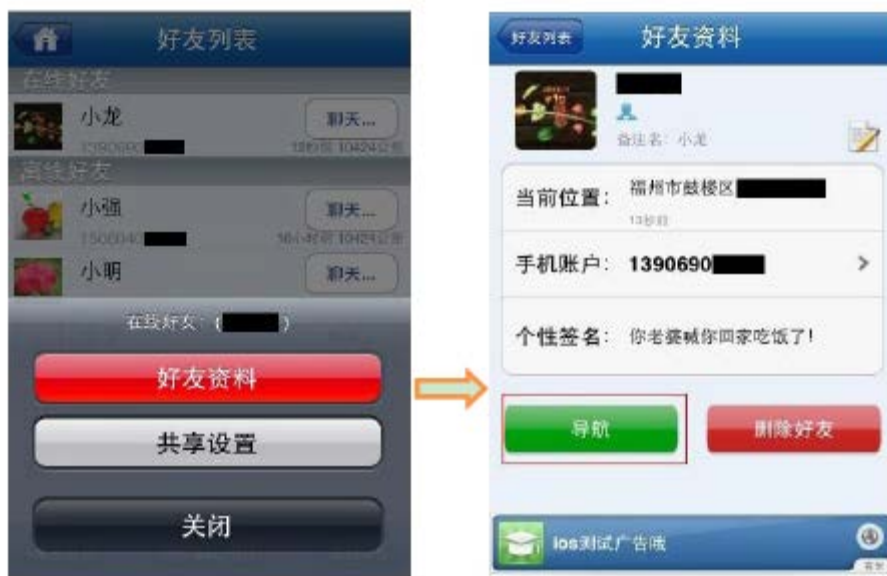 好友列表
在线好友
小龙
聊天...
1390690
离线好友
小强
聊天...
1506040
小明
聊天...
在线好友：( )
好友资料
共享设置
关闭
好友列表
好友资料
备注名：小龙
当前位置：
福州市鼓楼区
13秒前
手机账户：
1390690
个性签名：
你老婆喊你回家吃饭了!
导航
删除好友
ios测试广告哦